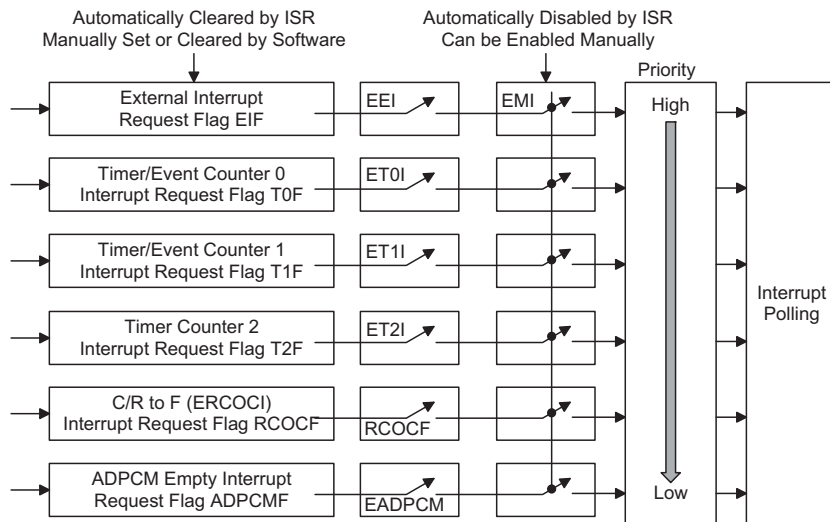 Automatically Cleared by ISR
Manually Set or Cleared by Software
Automatically Disabled by ISR
Can be Enabled Manually
Priority
External Interrupt
Request Flag EIF
EEI
EMI
High
Timer/Event Counter 0
Interrupt Request Flag T0F
ET0I
Timer/Event Counter 1
Interrupt Request Flag T1F
ET1I
Interrupt
Polling
Timer Counter 2
Interrupt Request Flag T2F
ET2I
C/R to F (ERCOCI)
Interrupt Request Flag RCOCF
RCOCF
ADPCM Empty Interrupt
Request Flag ADPCMF
EADPCM
Low